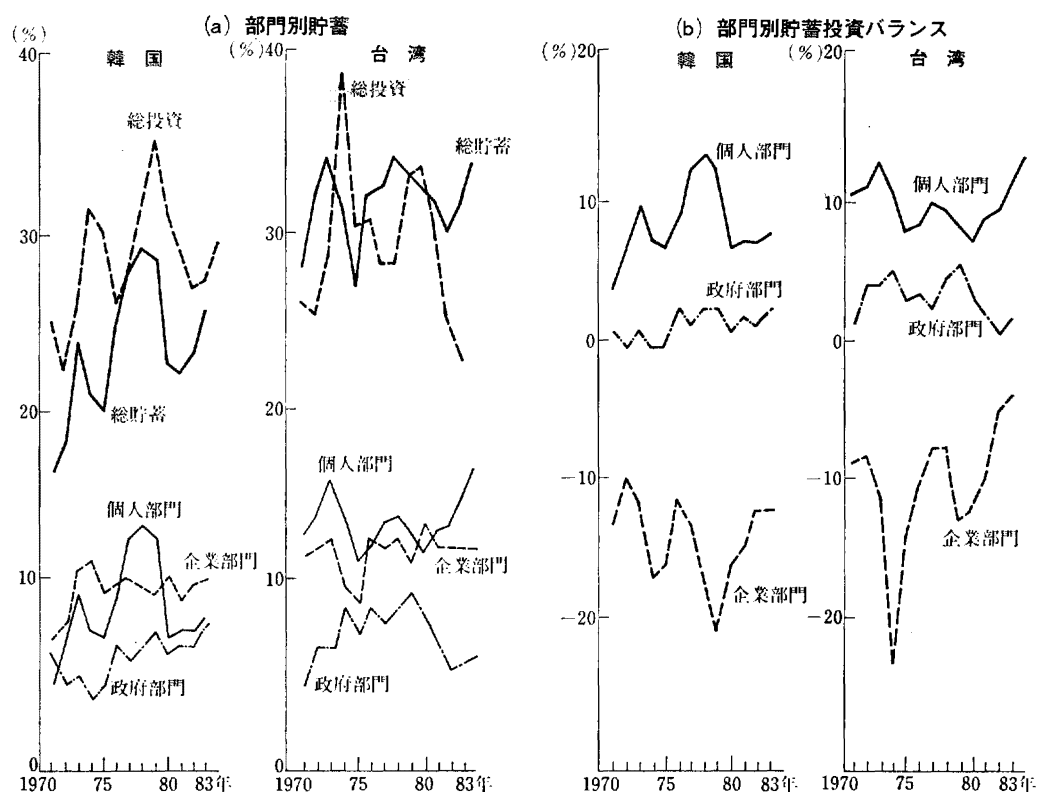 (a) 部門別貯蓄
(%)
40
30
20
10
0
1970
75
80
83年
韓国
総投資
総貯蓄
個人部門
企業部門
政府部門
(%)
40
30
20
10
0
1970
75
80
83年
台湾
総投資
総貯蓄
個人部門
企業部門
政府部門
(b) 部門別貯蓄投資バランス
(%)
20
10
0
−10
−20
1970
75
80
83年
韓国
個人部門
政府部門
企業部門
(%)
20
10
0
−10
−20
1970
75
80
83年
台湾
個人部門
政府部門
企業部門